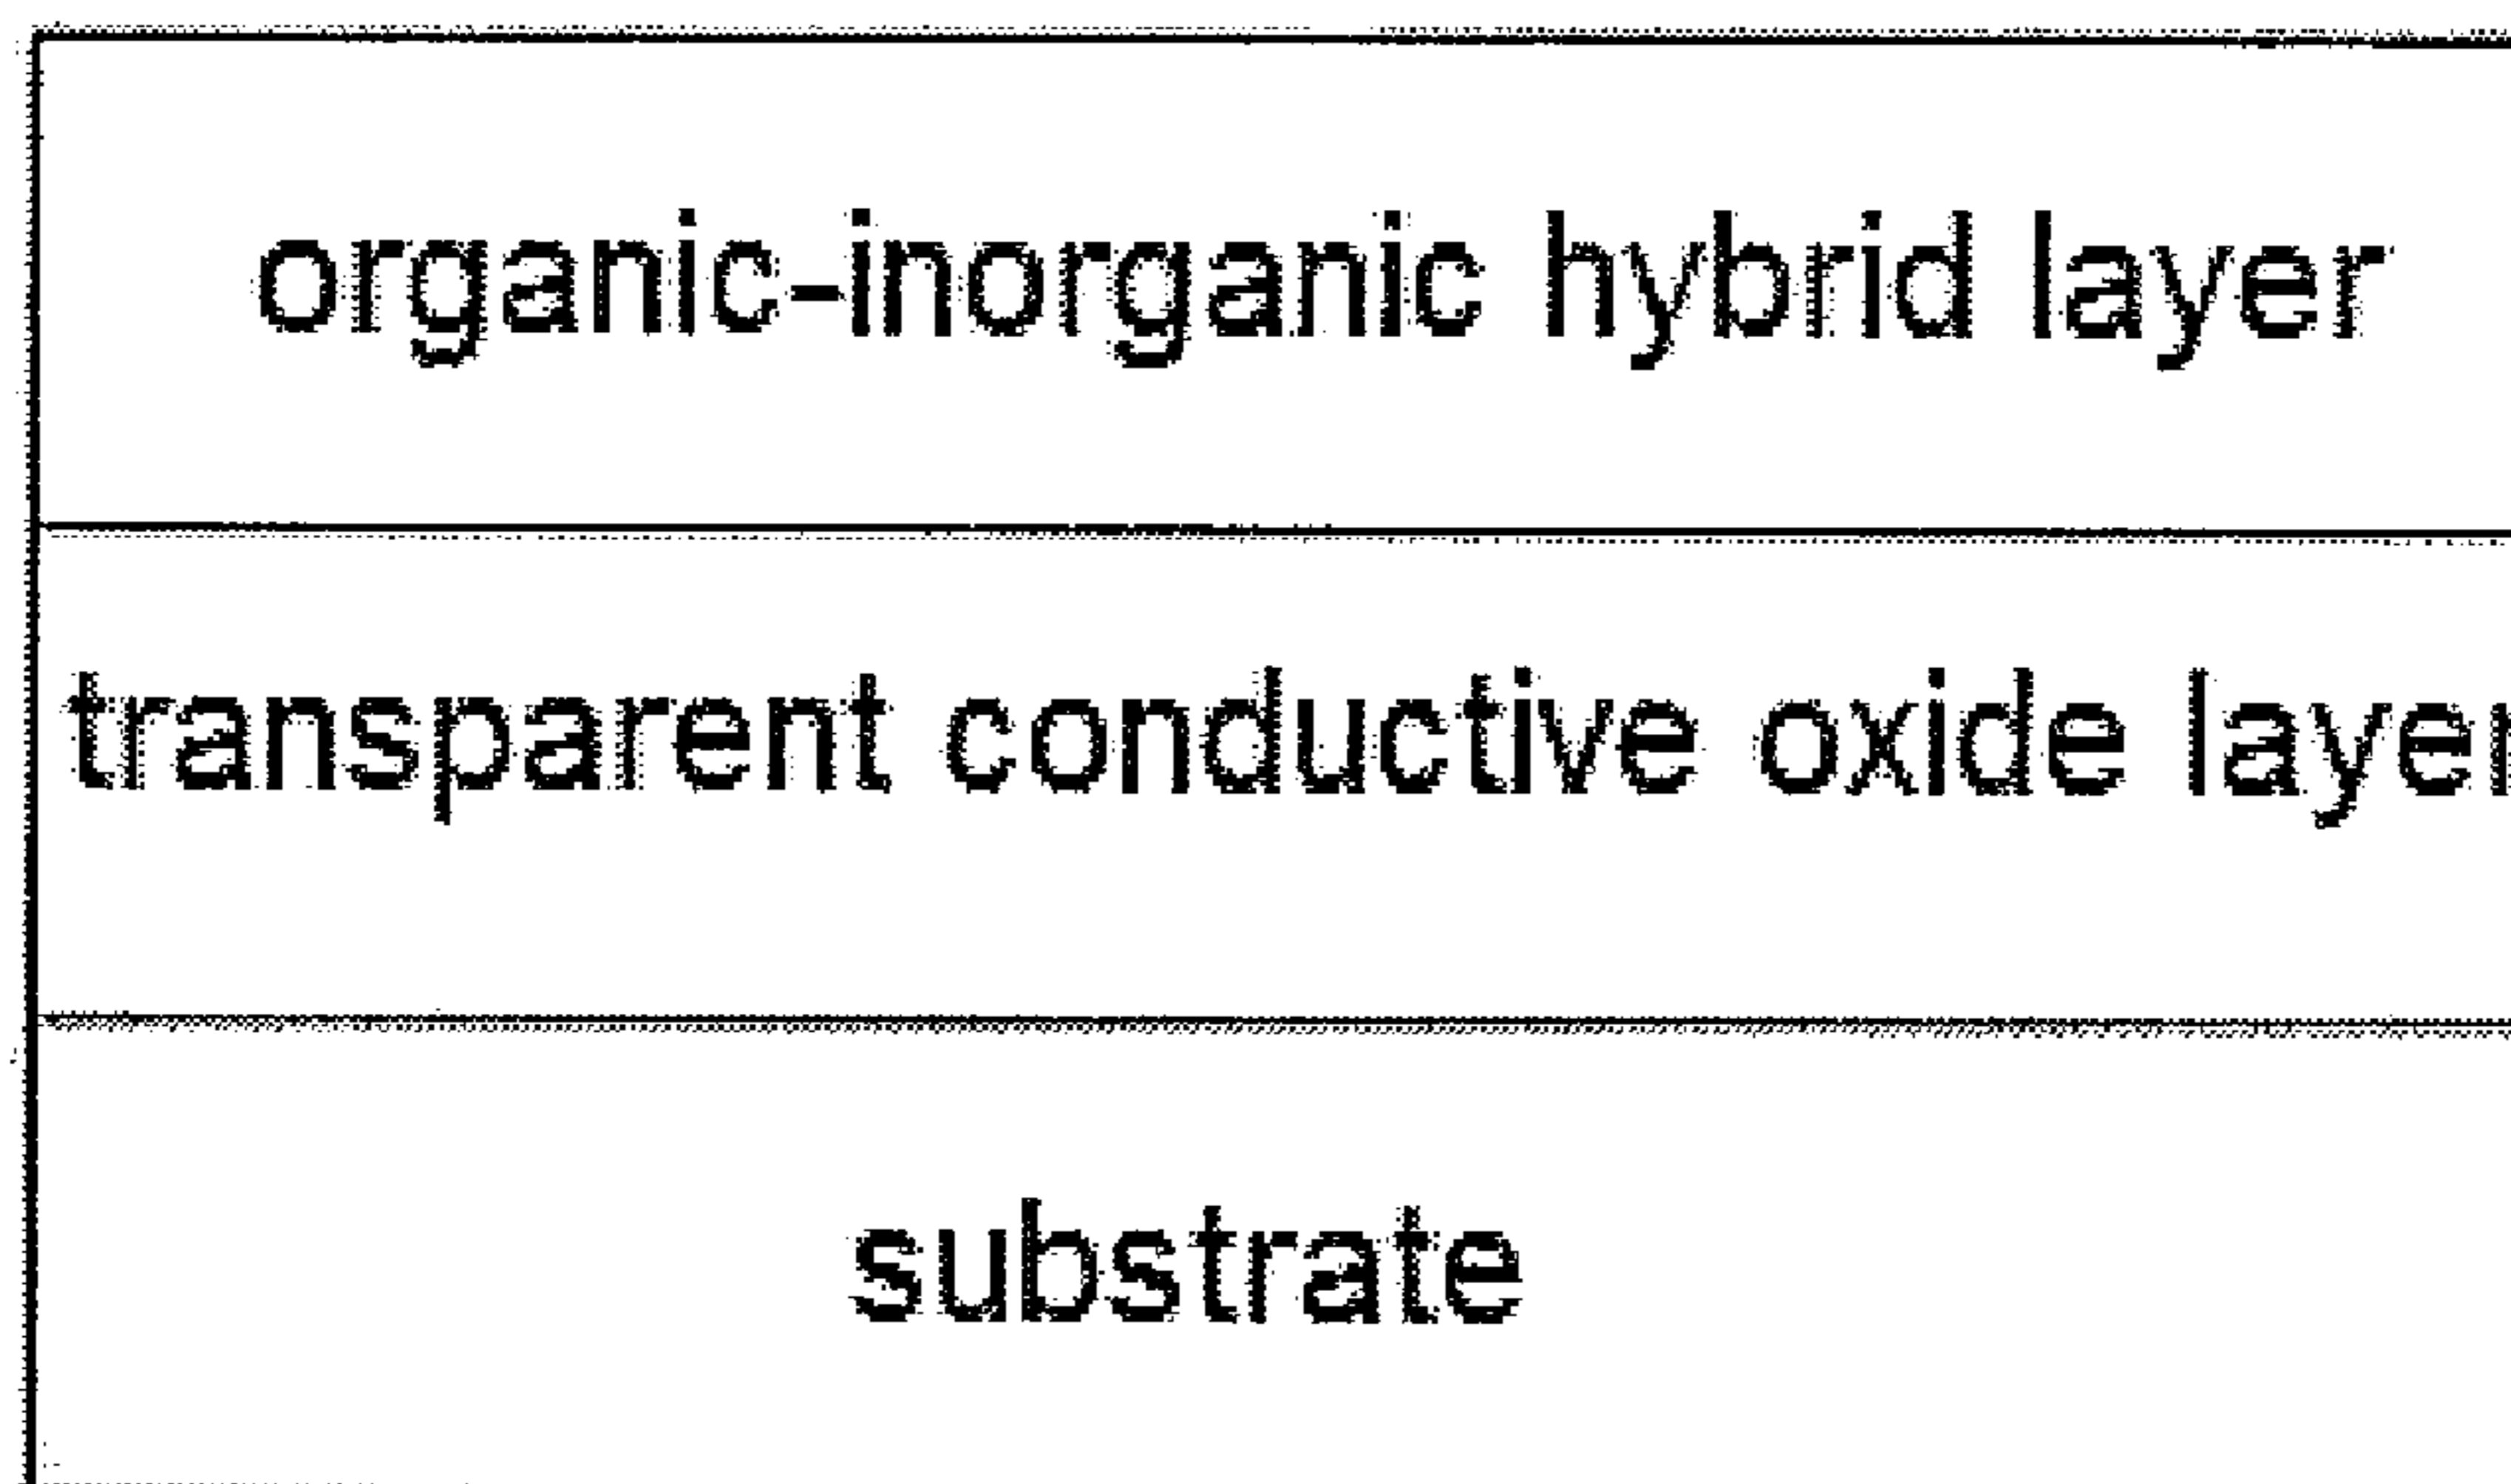 organic-inorganic hybrid layer
transparent conductive oxide layer
substrate